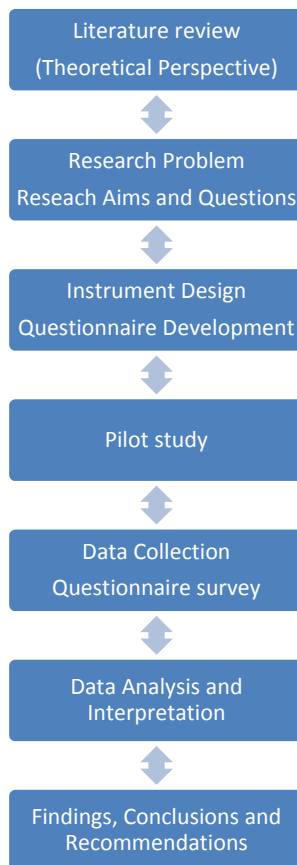 Literature review
(Theoretical Perspective)
Research Problem
Reseach Aims and Questions
Instrument Design
Questionnaire Development
Pilot study
Data Collection
Questionnaire survey
Data Analysis and
Interpretation
Findings, Conclusions and
Recommendations